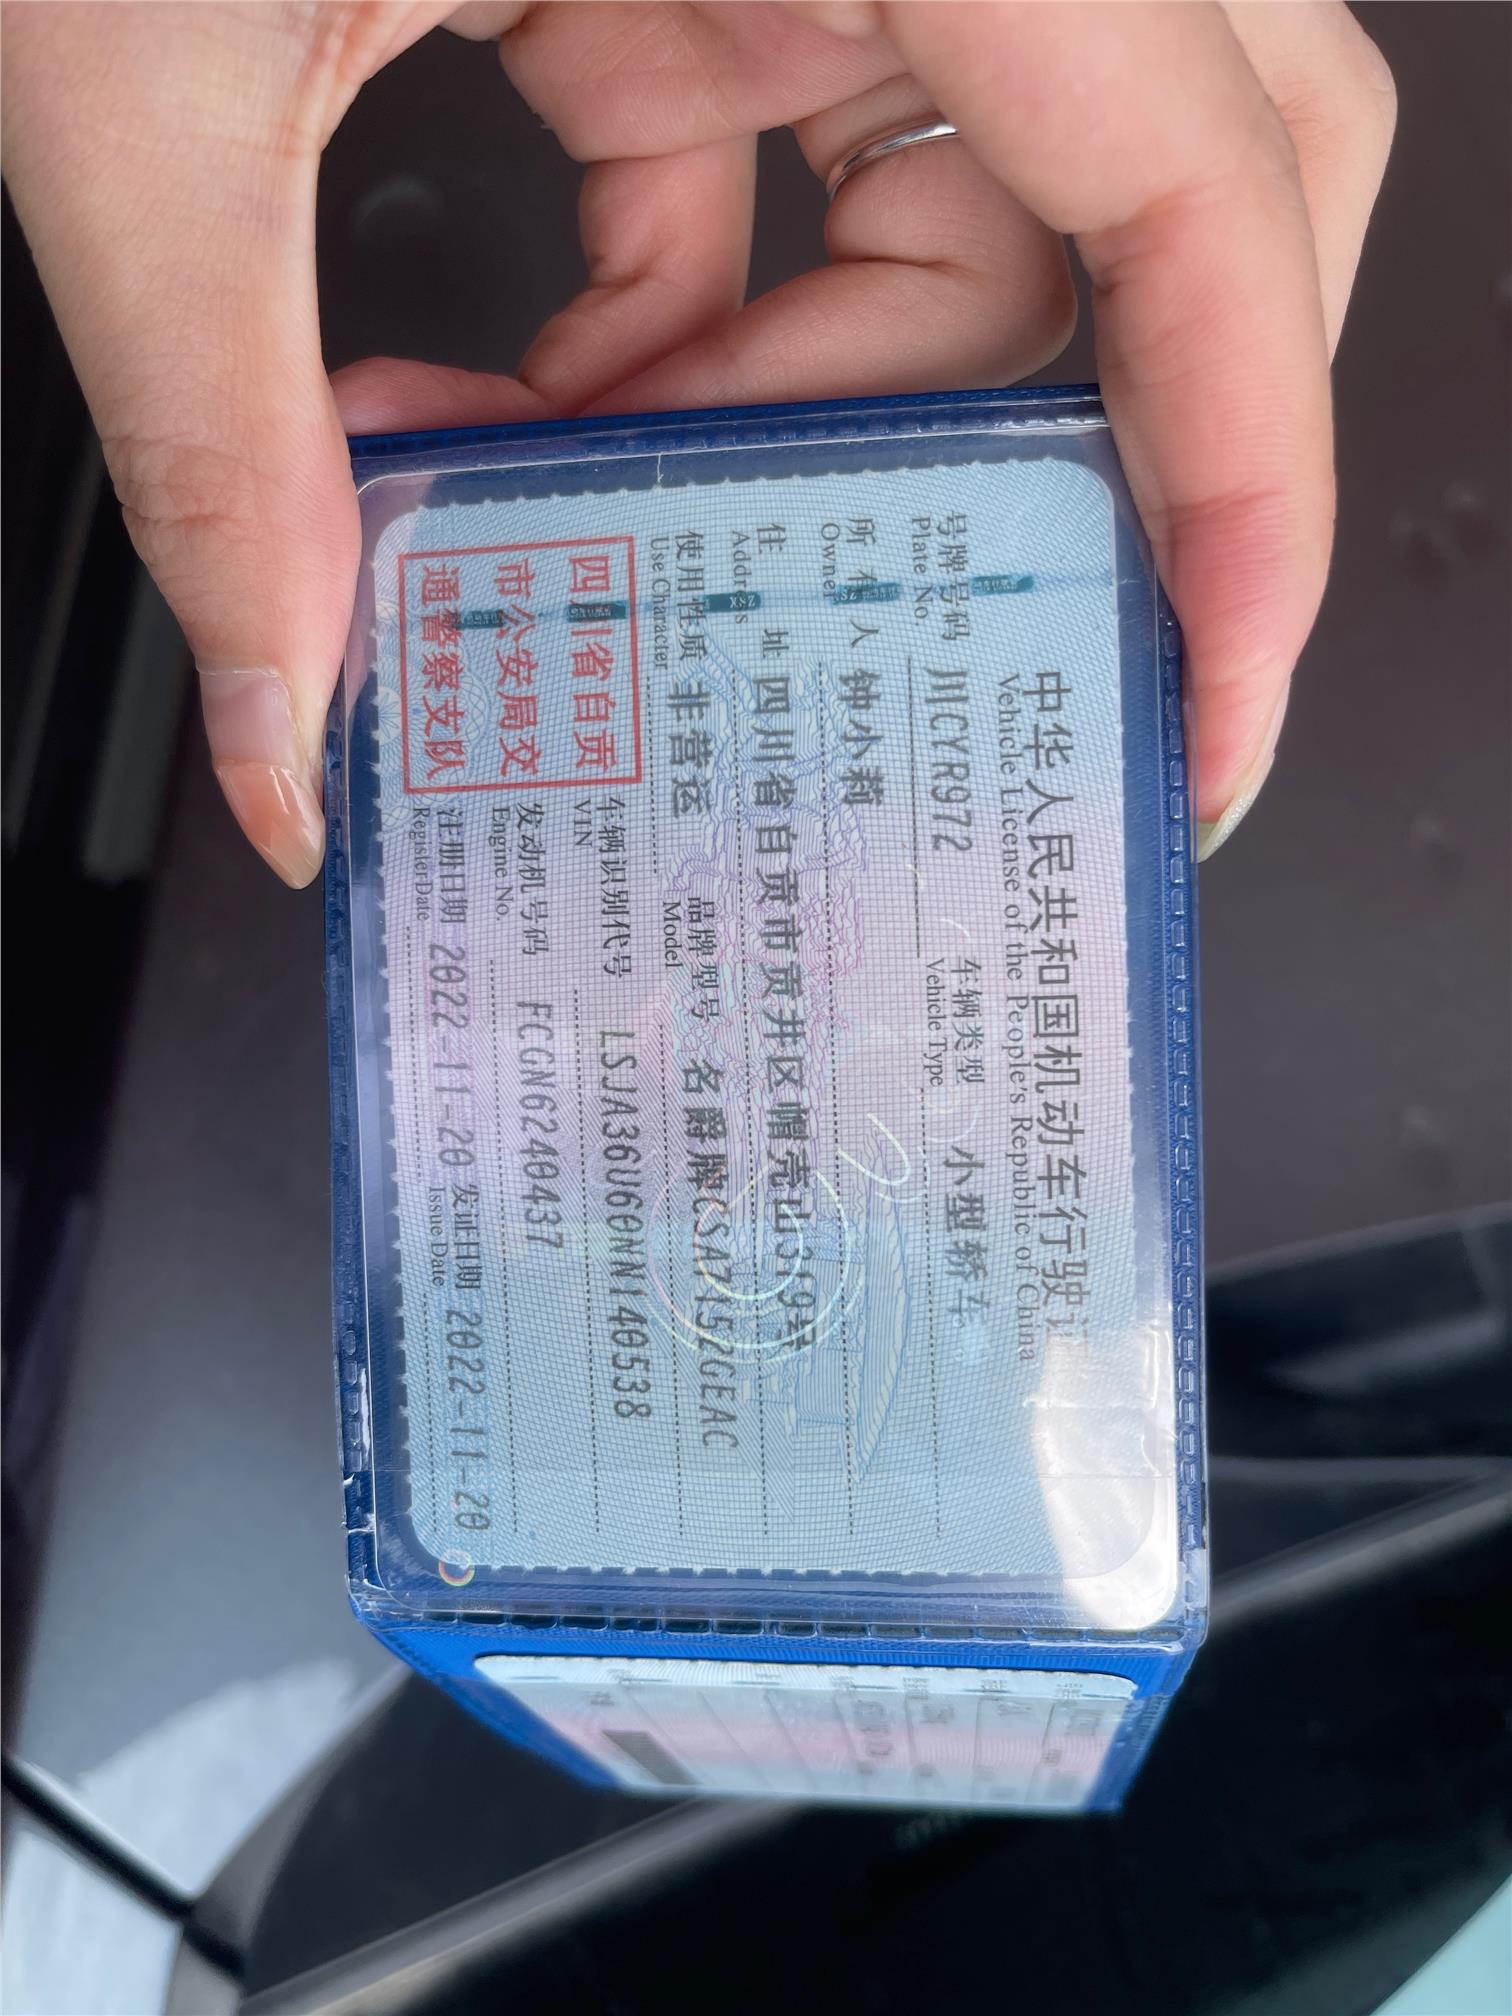 中华人民共和国机动车行驶证
Vehicle License of the People's Republic of China
号牌号码 川CYR972 车辆类型 小型轿车
Plate No. Vehicle Type
所有人 钟小莉
Owner
住址 四川省自贡市贡井区帽壳山319号
Address
使用性质 非营运 品牌型号 名爵牌CSA7152GEAC
Use Character Model
车辆识别代号 LSJA36U60NN140538
VIN
发动机号码 FCGN6240437
Engine No.
注册日期 2022-11-20 发证日期 2022-11-20
Register Date Issue Date
四川省自贡
市公安局交
通警察支队